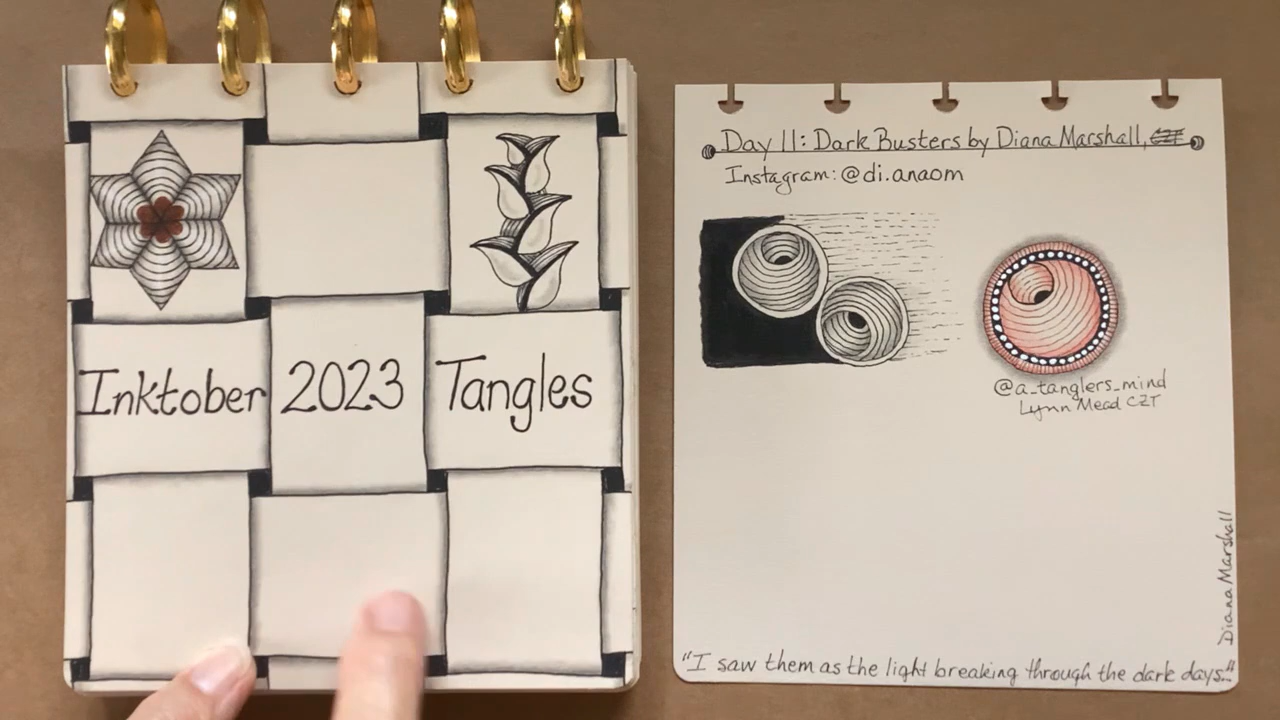 Inktober 2023 Tangles
Day 11: Dark Busters by Diana Marshall,
Instagram: @di.anaom
@a_tanglers_mind
Lynn Mead CZT
Diana Marshall
"I saw them as the light breaking through the dark days..."